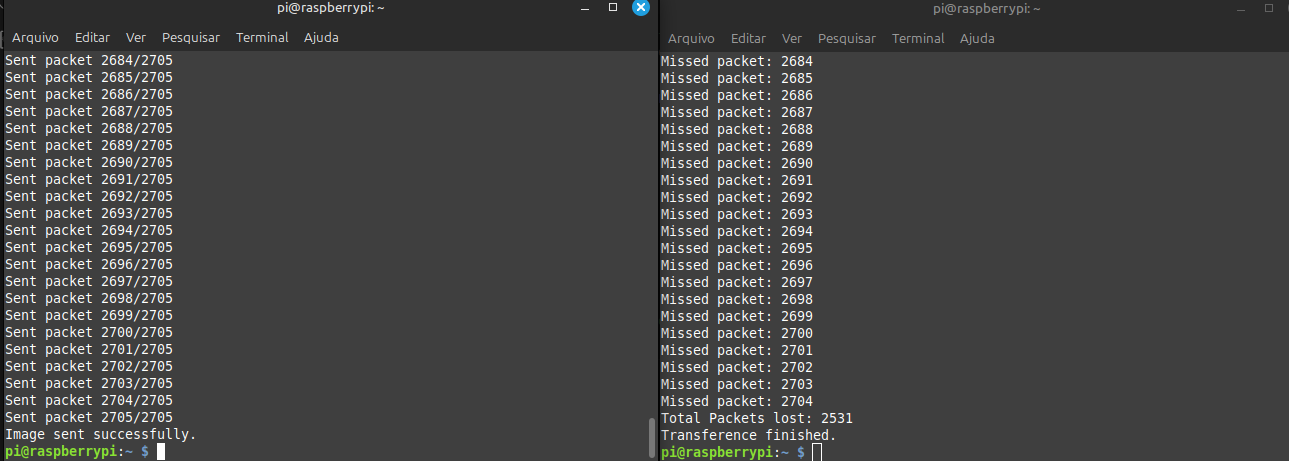 pi@raspberrypi: ~
Arquivo Editar Ver Pesquisar Terminal Ajuda
Sent packet 2684/2705
Sent packet 2685/2705
Sent packet 2686/2705
Sent packet 2687/2705
Sent packet 2688/2705
Sent packet 2689/2705
Sent packet 2690/2705
Sent packet 2691/2705
Sent packet 2692/2705
Sent packet 2693/2705
Sent packet 2694/2705
Sent packet 2695/2705
Sent packet 2696/2705
Sent packet 2697/2705
Sent packet 2698/2705
Sent packet 2699/2705
Sent packet 2700/2705
Sent packet 2701/2705
Sent packet 2702/2705
Sent packet 2703/2705
Sent packet 2704/2705
Sent packet 2705/2705
Image sent successfully.
pi@raspberrypi:~ $
pi@raspberrypi: ~
Arquivo Editar Ver Pesquisar Terminal Ajuda
Missed packet: 2684
Missed packet: 2685
Missed packet: 2686
Missed packet: 2687
Missed packet: 2688
Missed packet: 2689
Missed packet: 2690
Missed packet: 2691
Missed packet: 2692
Missed packet: 2693
Missed packet: 2694
Missed packet: 2695
Missed packet: 2696
Missed packet: 2697
Missed packet: 2698
Missed packet: 2699
Missed packet: 2700
Missed packet: 2701
Missed packet: 2702
Missed packet: 2703
Missed packet: 2704
Total Packets lost: 2531
Transference finished.
pi@raspberrypi:~ $